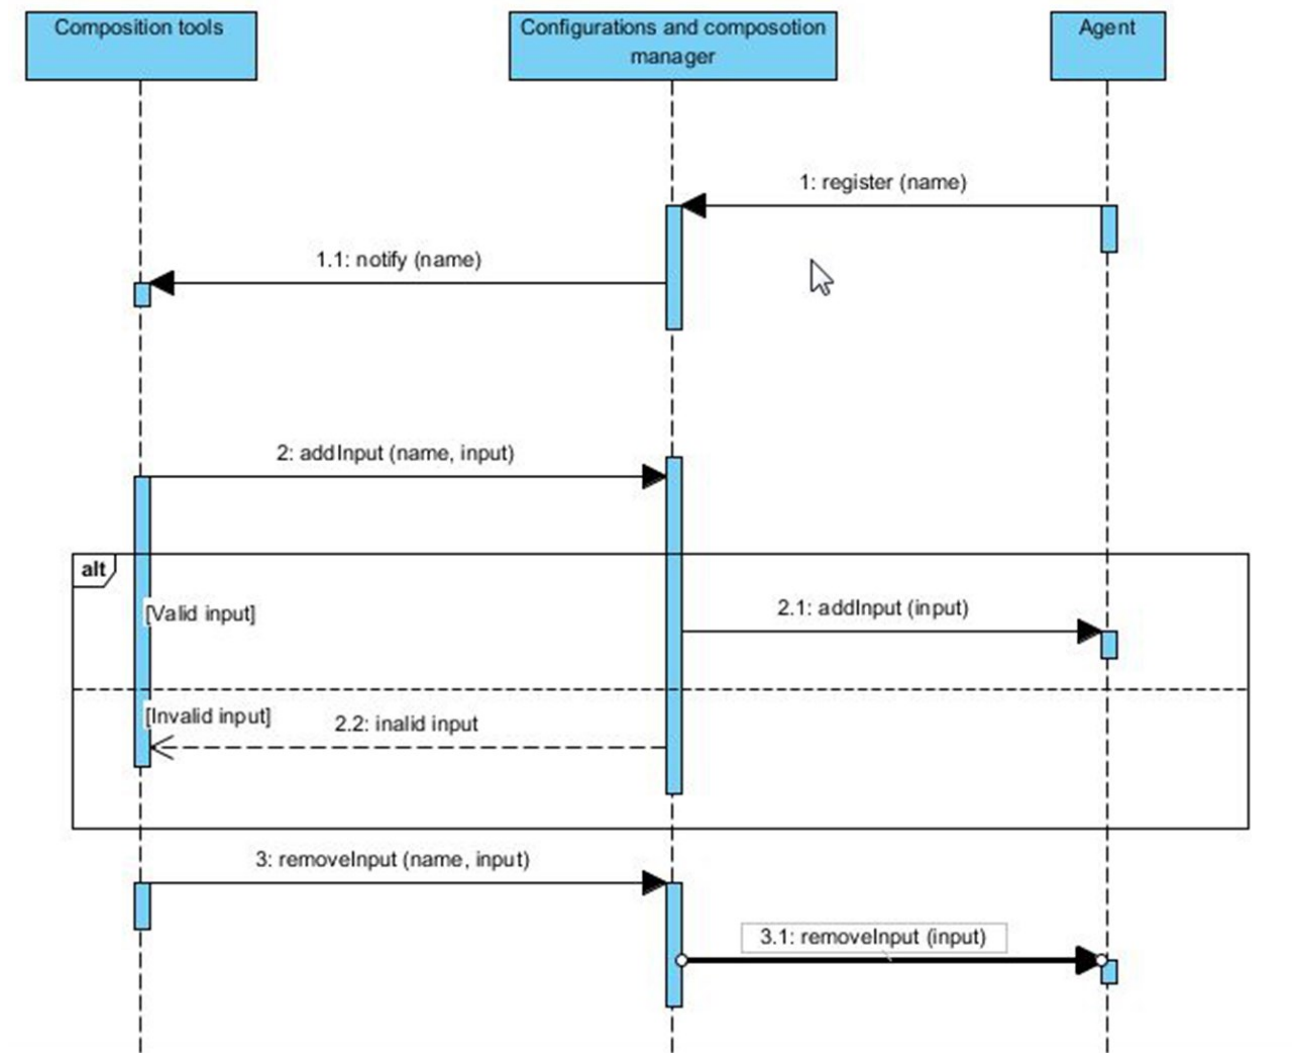 Composition tools
Configurations and composotion
manager
Agent
1: register (name)
1.1: notify (name)
2: addInput (name, input)
alt
[Valid input]
2.1: addInput (input)
[Invalid input]
2.2: inalid input
3: removeInput (name, input)
3.1: removeInput (input)